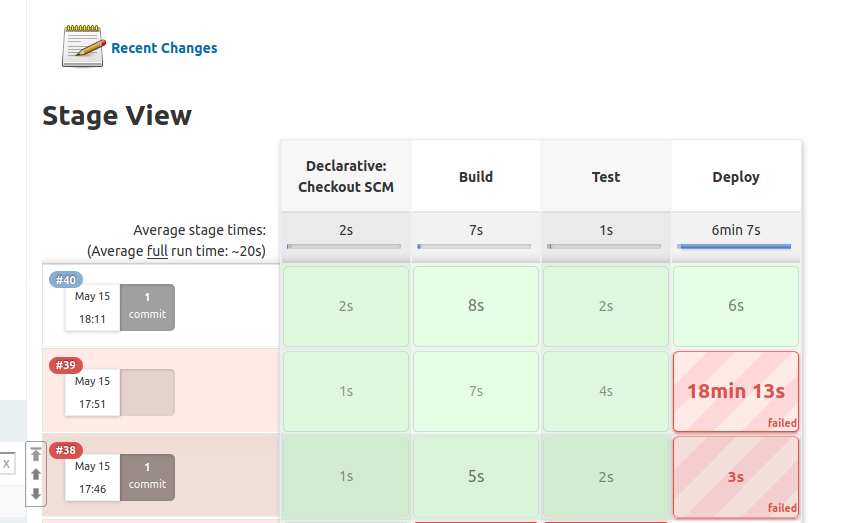 Recent Changes
Stage View
Declarative:
Checkout SCM
Build
Test
Deploy
Average stage times:
(Average full run time: ~20s)
2s
7s
1s
6min 7s
#40
May 15
18:11
1
commit
2s
8s
2s
6s
#39
May 15
17:51
1s
7s
4s
18min 13s
failed
#38
May 15
17:46
1
commit
1s
5s
2s
3s
failed
X